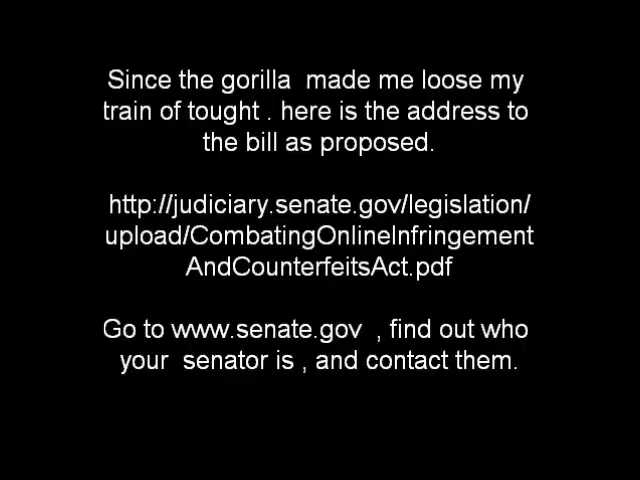 Since the gorilla  made me loose my
train of tought . here is the address to
the bill as proposed.
http://judiciary.senate.gov/legislation/
upload/CombatingOnlineInfringement
AndCounterfeitsAct.pdf
Go to www.senate.gov  , find out who
your  senator is , and contact them.